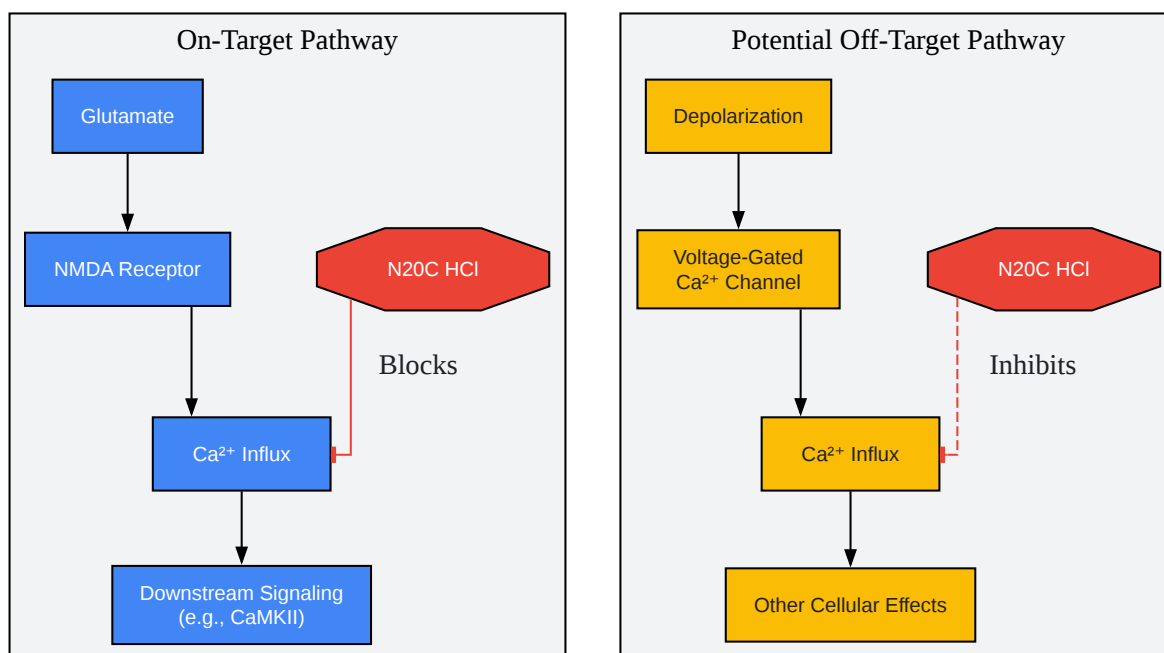 On-Target Pathway
Glutamate
NMDA Receptor
N20C HCl
Blocks
Ca²⁺ Influx
Downstream Signaling
(e.g., CaMKII)
Potential Off-Target Pathway
Depolarization
Voltage-Gated
Ca²⁺ Channel
N20C HCl
Inhibits
Ca²⁺ Influx
Other Cellular Effects